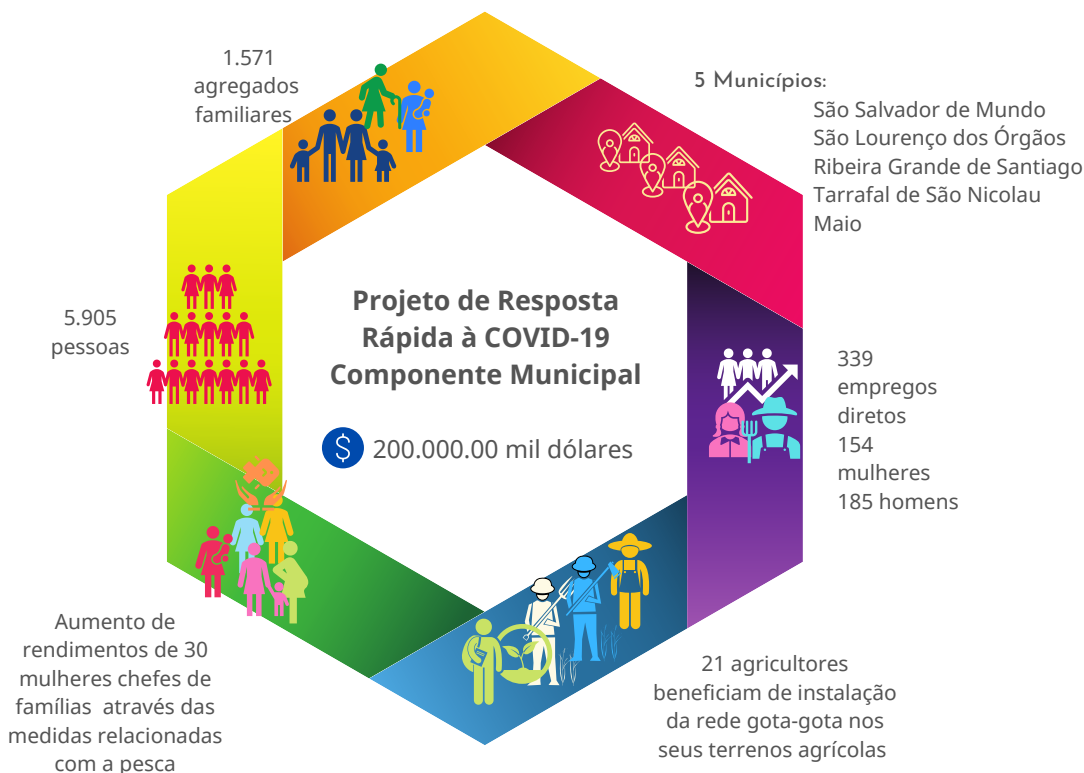 1.571
agregados
familiares
5 Municípios:
São Salvador de Mundo
São Lourenço dos Órgãos
Ribeira Grande de Santiago
Tarrafal de São Nicolau
Maio
Projeto de Resposta
Rápida à COVID-19
Componente Municipal
$ 200.000.00 mil dólares
5.905
pessoas
339
empregos
diretos
154
mulheres
185 homens
Aumento de
rendimentos de 30
mulheres chefes de
famílias através das
medidas relacionadas
com a pesca
21 agricultores
beneficiam de instalação
da rede gota-gota nos
seus terrenos agrícolas